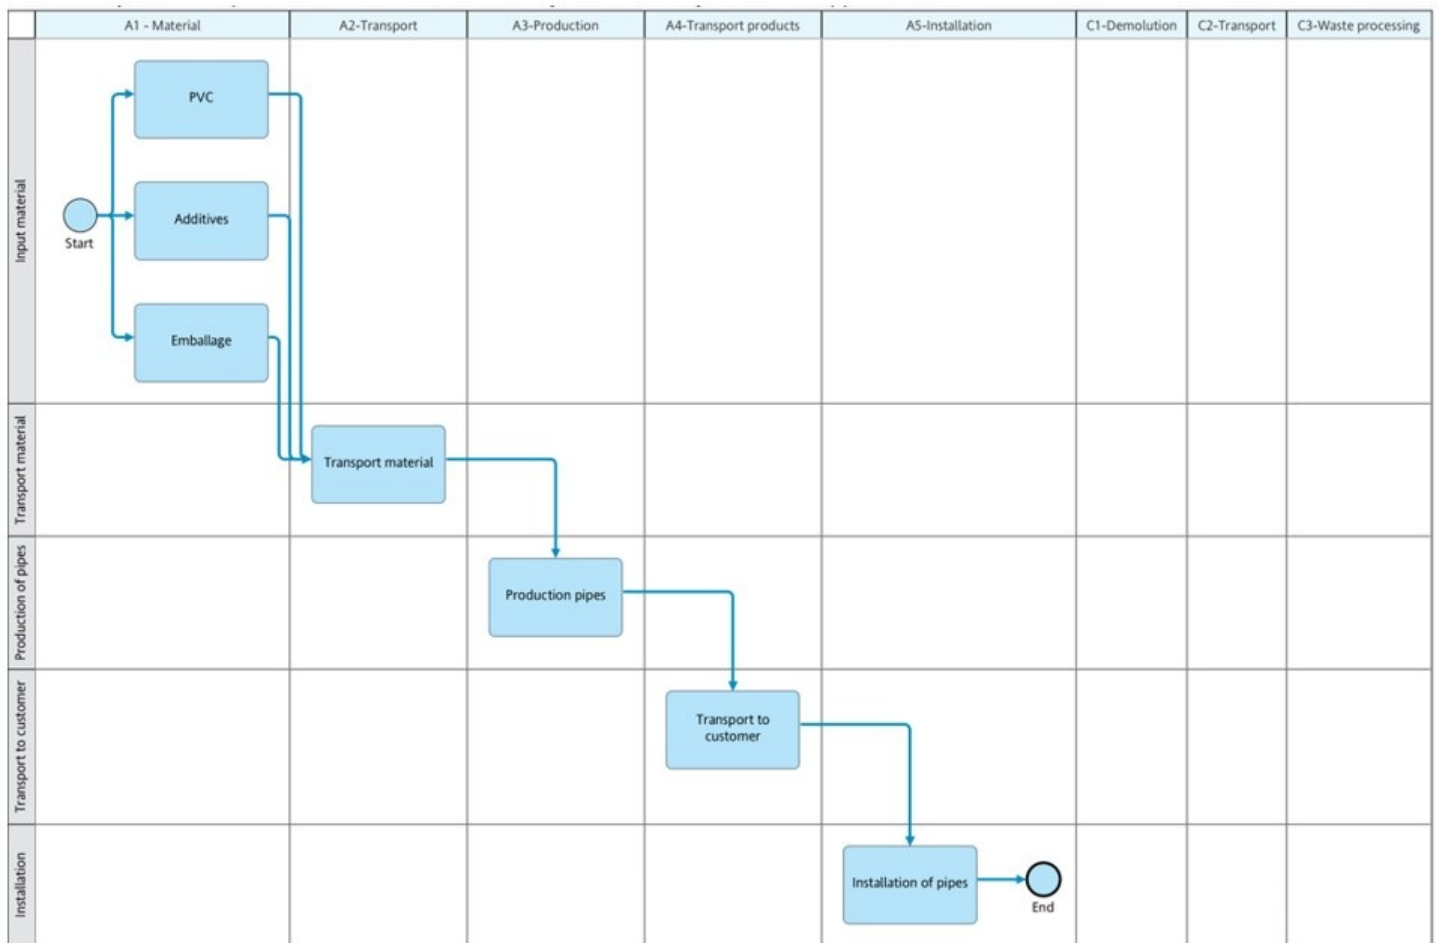 A1 - Material
A2-Transport
A3-Production
A4-Transport products
A5-Installation
C1-Demolition
C2-Transport
C3-Waste processing
Input material
Start
PVC
Additives
Emballage
Transport material
Transport material
Production of pipes
Production pipes
Transport to customer
Transport to
customer
Installation
Installation of pipes
End